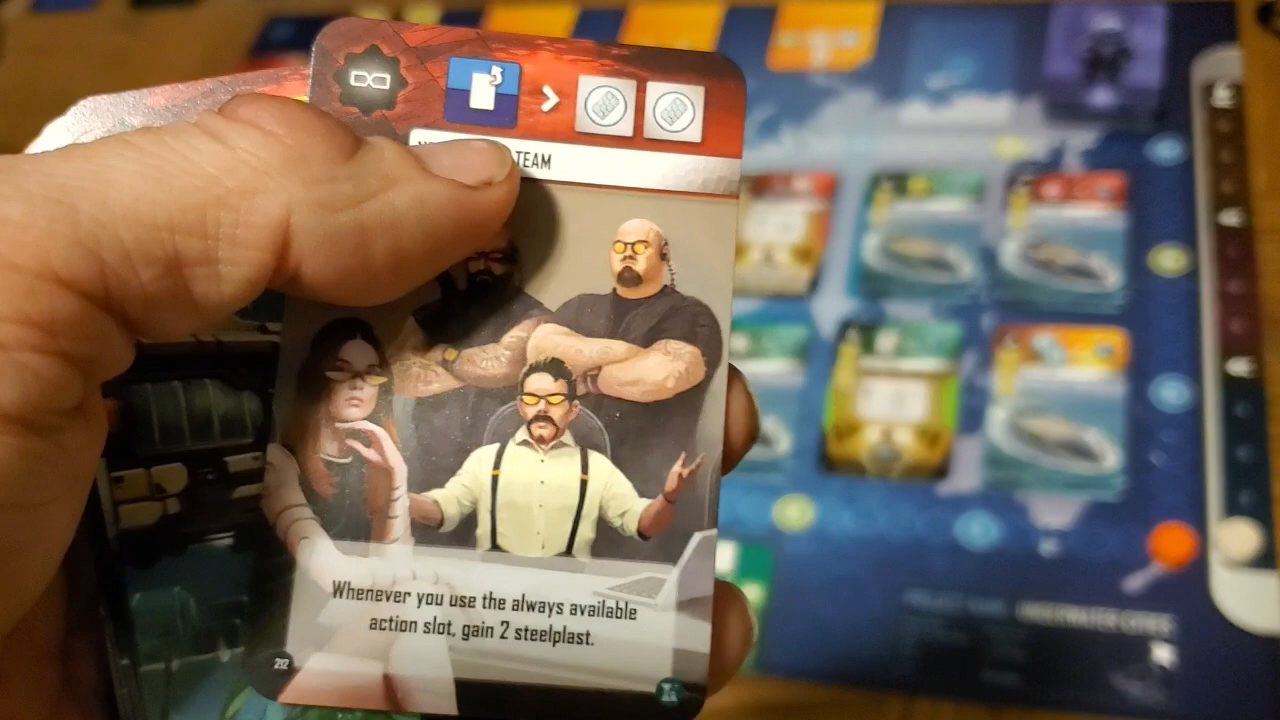 TEAM
Whenever you use the always available
action slot, gain 2 steelplast.
212